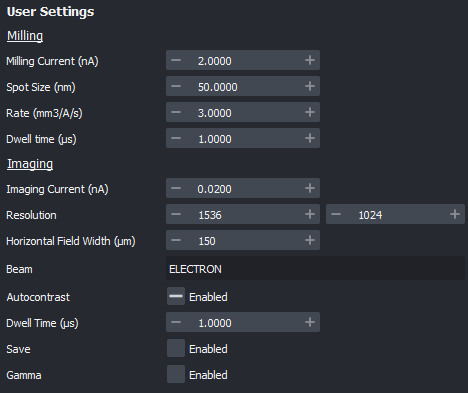 User Settings
Milling
Milling Current (nA) 2.0000
Spot Size (nm) 50.0000
Rate (mm3/A/s) 3.0000
Dwell time (µs) 1.0000
Imaging
Imaging Current (nA) 0.0200
Resolution 1536 1024
Horizontal Field Width (µm) 150
Beam ELECTRON
Autocontrast Enabled
Dwell Time (µs) 1.0000
Save Enabled
Gamma Enabled